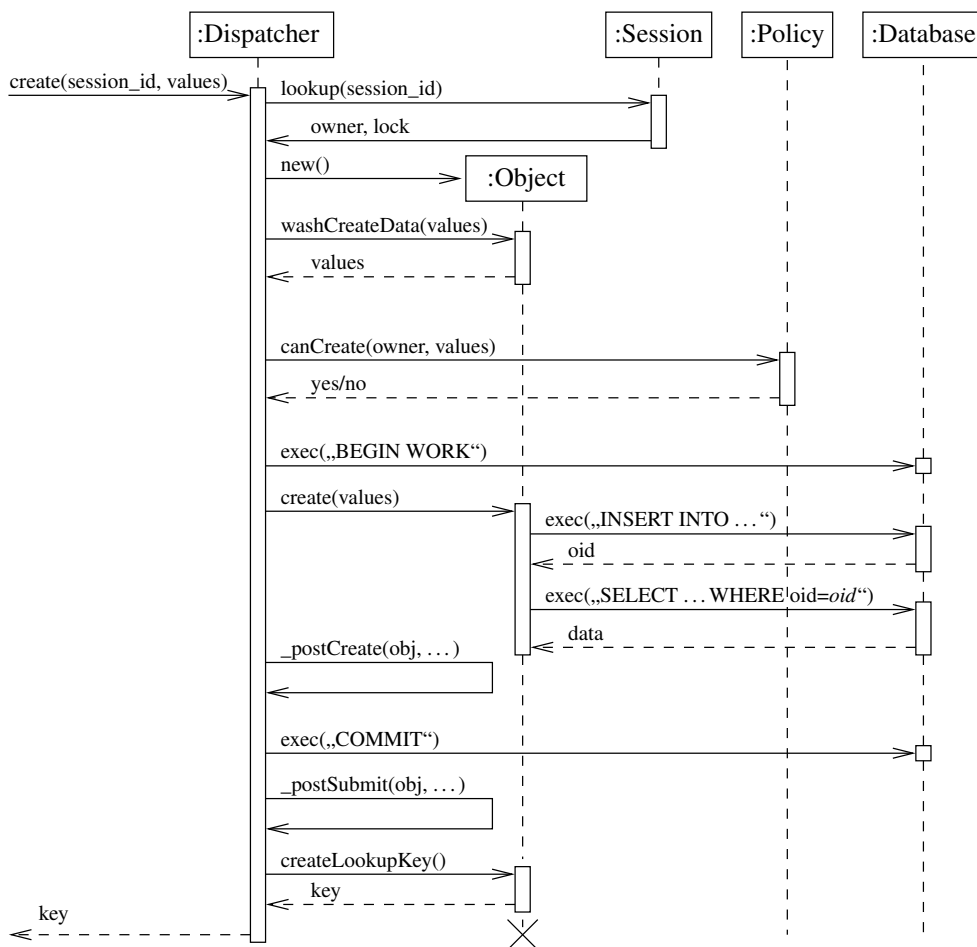 :Dispatcher
:Session
:Policy
:Database
create(session_id, values)
lookup(session_id)
owner, lock
new()
:Object
washCreateData(values)
values
canCreate(owner, values)
yes/no
exec(„BEGIN WORK“)
create(values)
exec(„INSERT INTO …“)
oid
exec(„SELECT … WHERE oid=oid“)
data
_postCreate(obj, …)
exec(„COMMIT“)
_postSubmit(obj, …)
createLookupKey()
key
key